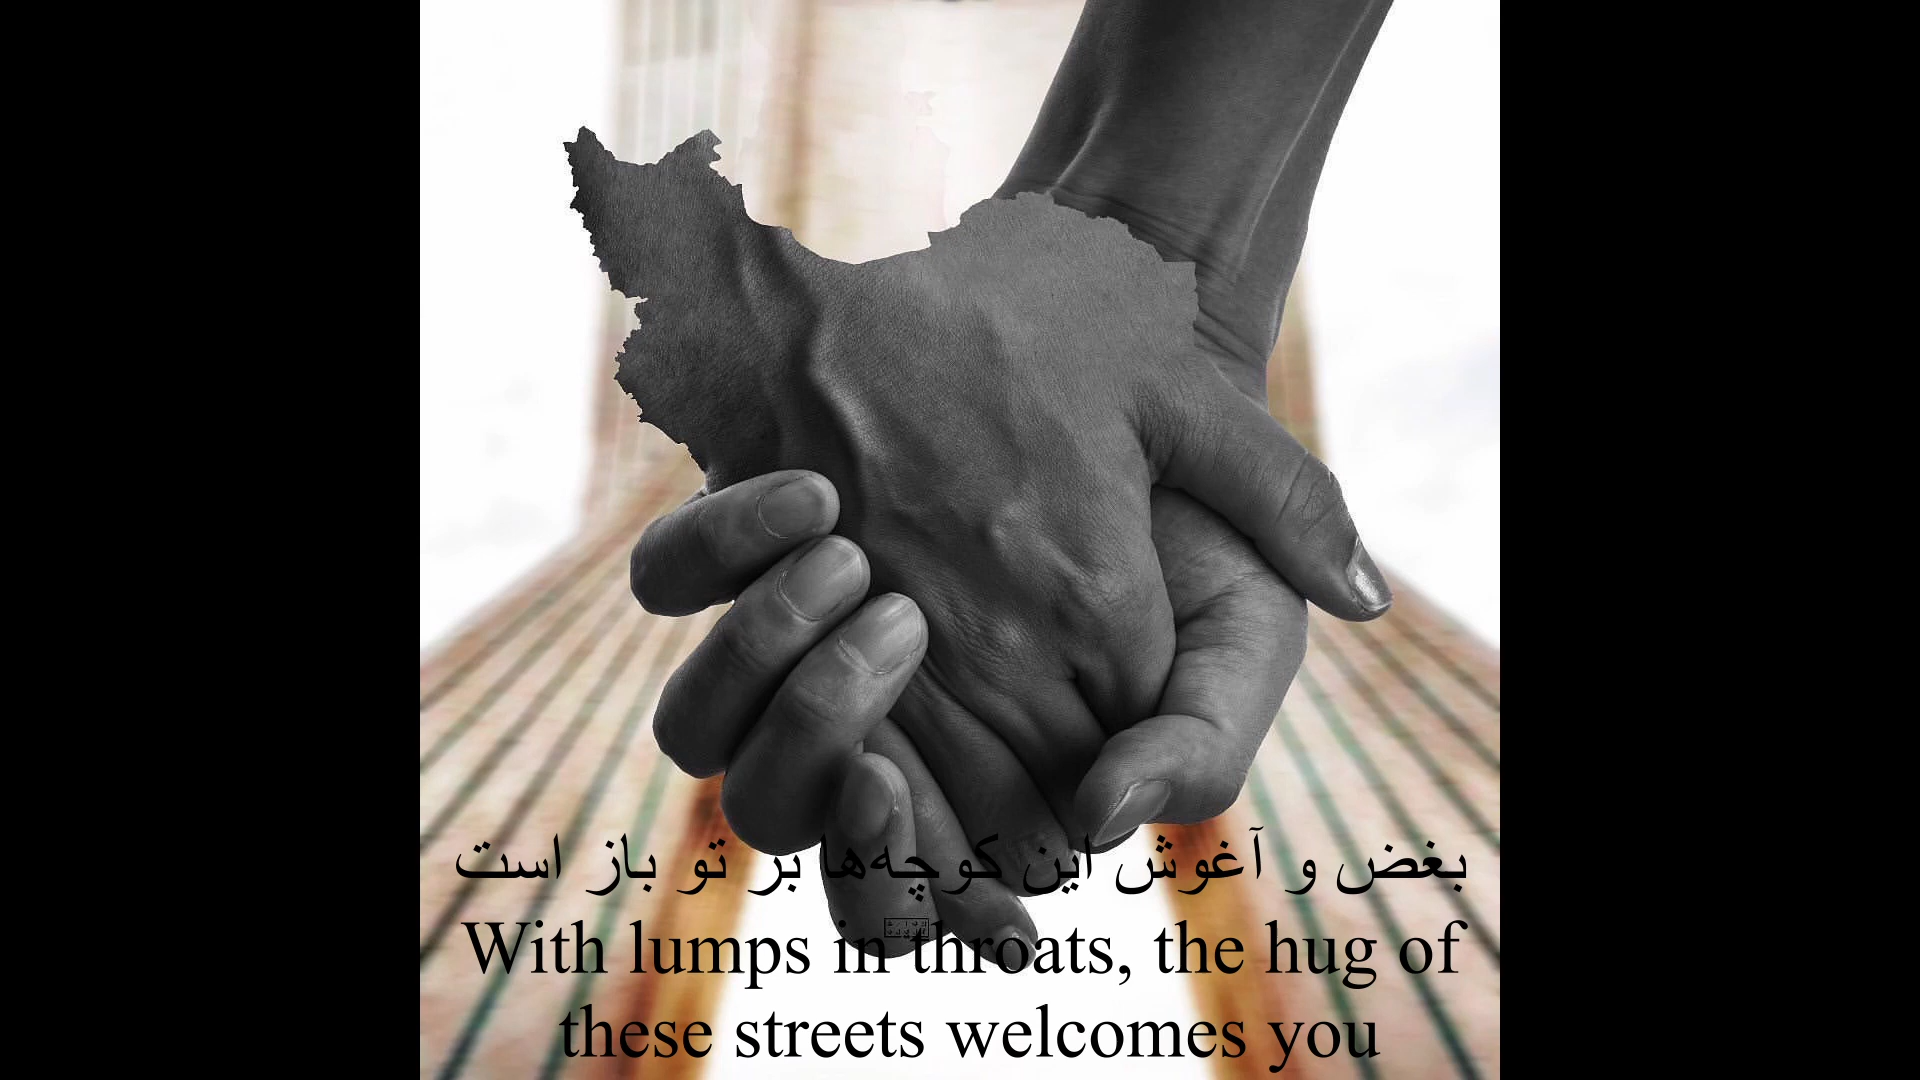 بغض و آغوش این کوچه‌ها بر تو باز است
With lumps in throats, the hug of
these streets welcomes you